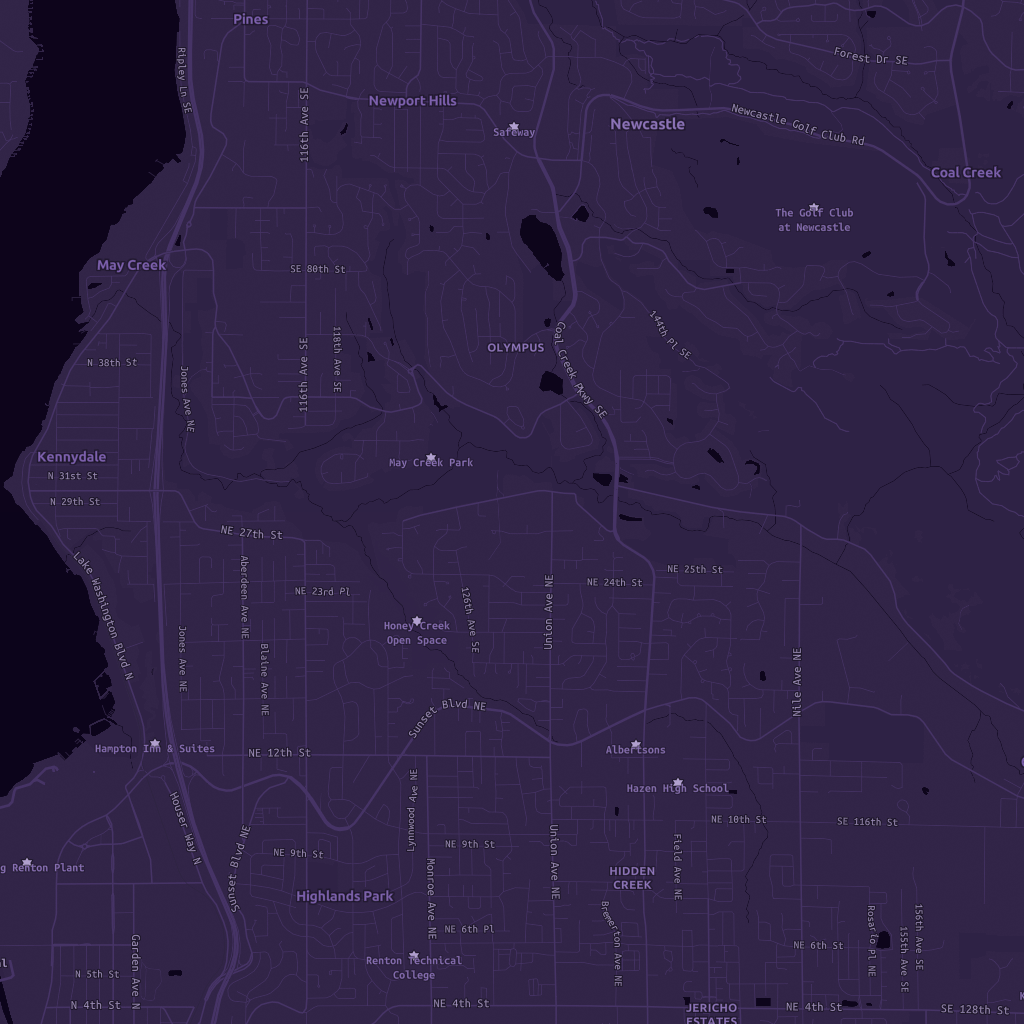 Pines
Forest Dr SE
Ripley Ln SE
Newport Hills
116th Ave SE
Safeway
Newcastle
Newcastle Golf Club Rd
Coal Creek
The Golf Club
at Newcastle
May Creek
SE 80th St
144th Pl SE
118th Ave SE
116th Ave SE
OLYMPUS
Coal Creek Pkwy SE
N 38th St
Jones Ave NE
Kennydale
May Creek Park
N 31st St
N 29th St
NE 27th St
Lake Washington Blvd N
Aberdeen Ave NE
NE 23rd Pl
126th Ave SE
Union Ave NE
NE 24th St
NE 25th St
Honey Creek
Open Space
Jones Ave NE
Blaine Ave NE
Nile Ave NE
Sunset Blvd NE
Hampton Inn & Suites
NE 12th St
Albertsons
Hazen High School
Houser Way N
Lynnwood Ave NE
NE 10th St
SE 116th St
Sunset Blvd NE
NE 9th St
NE 9th St
Union Ave NE
Field Ave NE
g Renton Plant
Monroe Ave NE
HIDDEN
CREEK
Highlands Park
Bremerton Ave NE
Rosario Pl NE
155th Ave SE
156th Ave SE
NE 6th Pl
NE 6th St
Garden Ave N
Renton Technical
College
al
N 5th St
N 4th St
NE 4th St
JERICHO
ESTATES
NE 4th St
SE 128th St